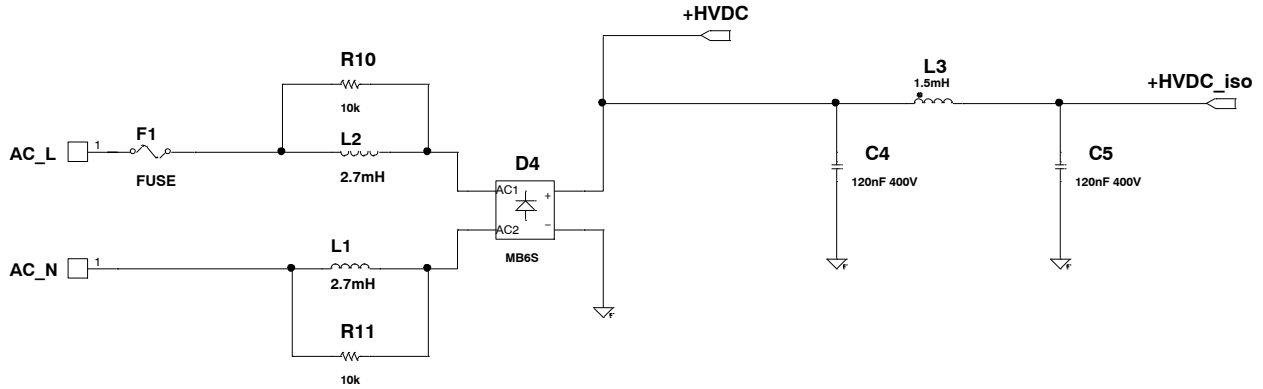 +HVDC
R10
10k
L3
1.5mH
+HVDC_iso
AC_L
1
F1
FUSE
L2
2.7mH
D4
AC1
+
AC2
−
MB6S
C4
120nF 400V
C5
120nF 400V
AC_N
1
L1
2.7mH
R11
10k